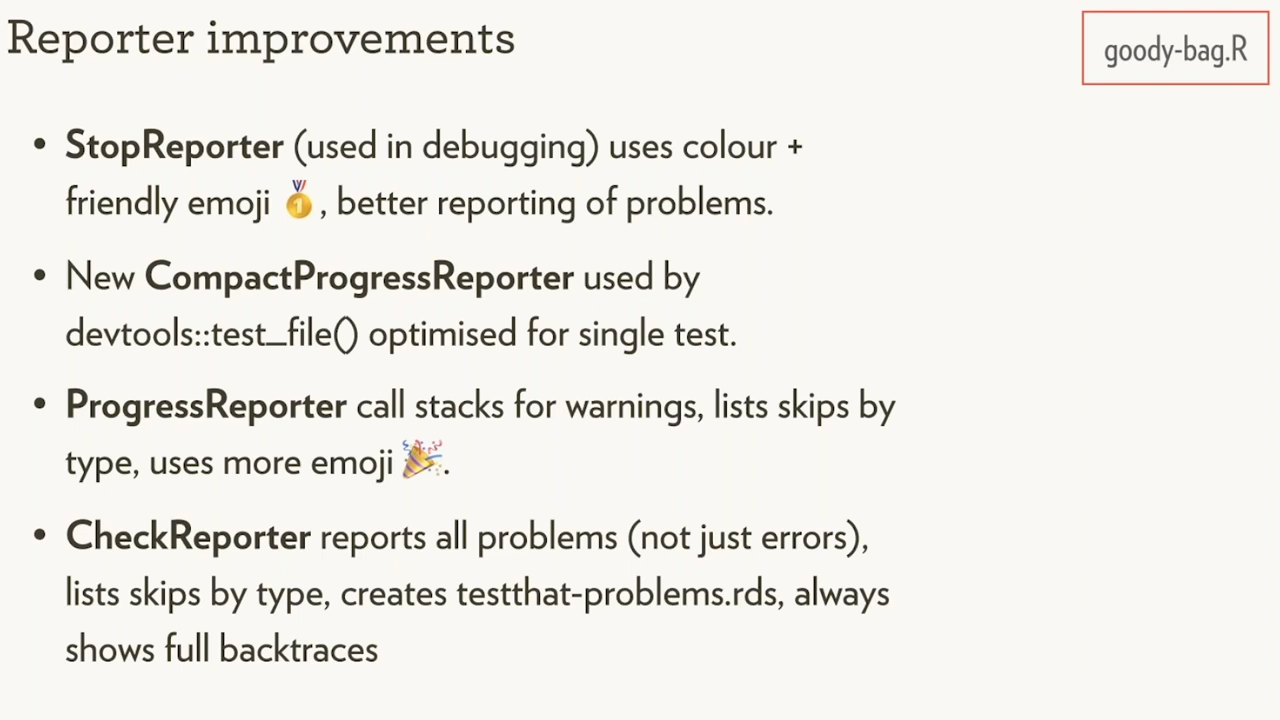 Reporter improvements
goody-bag.R
• StopReporter (used in debugging) uses colour +
friendly emoji 🥇, better reporting of problems.
• New CompactProgressReporter used by
devtools::test_file() optimised for single test.
• ProgressReporter call stacks for warnings, lists skips by
type, uses more emoji 🎉.
• CheckReporter reports all problems (not just errors),
lists skips by type, creates testthat-problems.rds, always
shows full backtraces